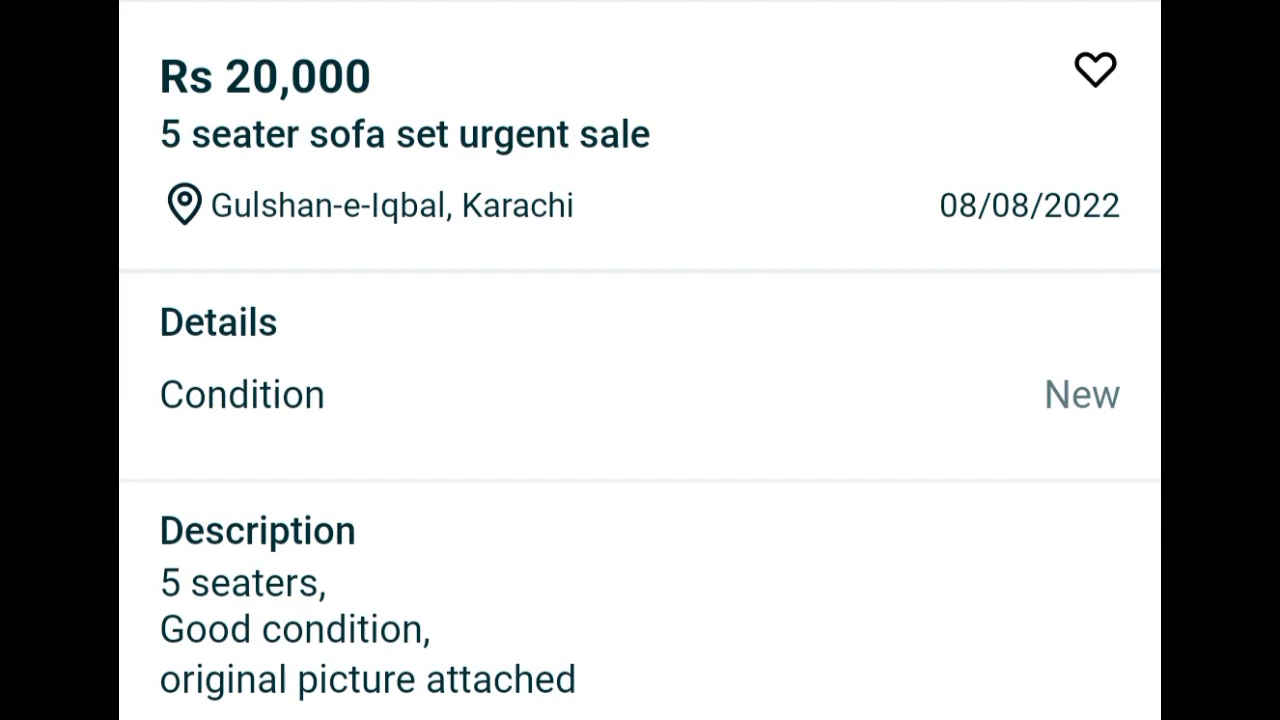 Rs 20,000
5 seater sofa set urgent sale
Gulshan-e-Iqbal, Karachi 08/08/2022
Details
Condition New
Description
5 seaters,
Good condition,
original picture attached